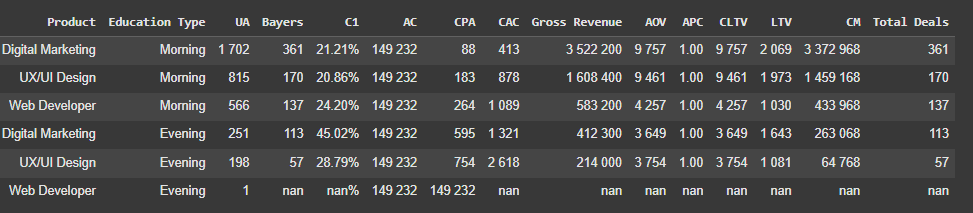 Product Education Type UA Bayers C1 AC CPA CAC Gross Revenue AOV APC CLTV LTV CM Total Deals
Digital Marketing Morning 1 702 361 21.21% 149 232 88 413 3 522 200 9 757 1.00 9 757 2 069 3 372 968 361
UX/UI Design Morning 815 170 20.86% 149 232 183 878 1 608 400 9 461 1.00 9 461 1 973 1 459 168 170
Web Developer Morning 566 137 24.20% 149 232 264 1 089 583 200 4 257 1.00 4 257 1 030 433 968 137
Digital Marketing Evening 251 113 45.02% 149 232 595 1 321 412 300 3 649 1.00 3 649 1 643 263 068 113
UX/UI Design Evening 198 57 28.79% 149 232 754 2 618 214 000 3 754 1.00 3 754 1 081 64 768 57
Web Developer Evening 1 nan nan% 149 232 149 232 nan nan nan nan nan nan nan nan